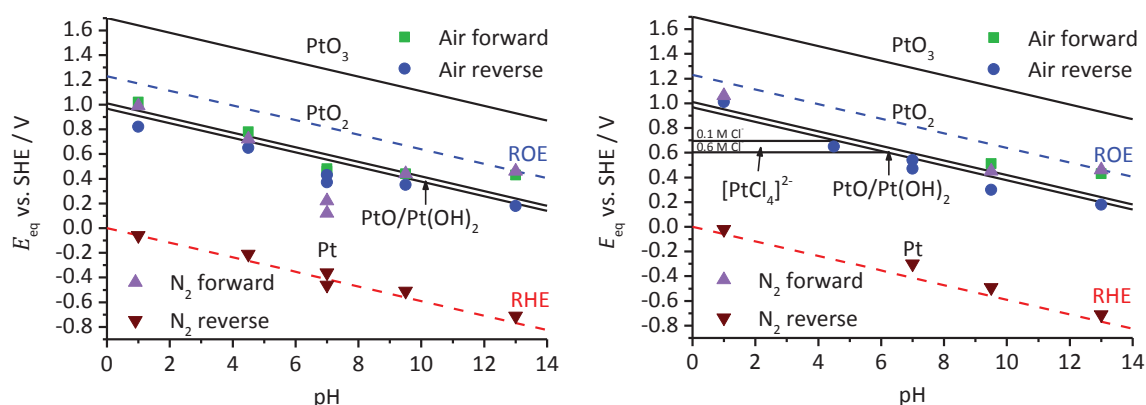 E_eq vs. SHE / V
1.6
1.4
1.2
1.0
0.8
0.6
0.4
0.2
0.0
-0.2
-0.4
-0.6
-0.8
PtO₃
Air forward
Air reverse
PtO₂
ROE
PtO/Pt(OH)₂
Pt
RHE
N₂ forward
N₂ reverse
0 2 4 6 8 10 12 14
pH
E_eq vs. SHE / V
1.6
1.4
1.2
1.0
0.8
0.6
0.4
0.2
0.0
-0.2
-0.4
-0.6
-0.8
PtO₃
Air forward
Air reverse
PtO₂
0.1 M Cl⁻
0.6 M Cl⁻
ROE
[PtCl₄]²⁻
PtO/Pt(OH)₂
Pt
RHE
N₂ forward
N₂ reverse
0 2 4 6 8 10 12 14
pH